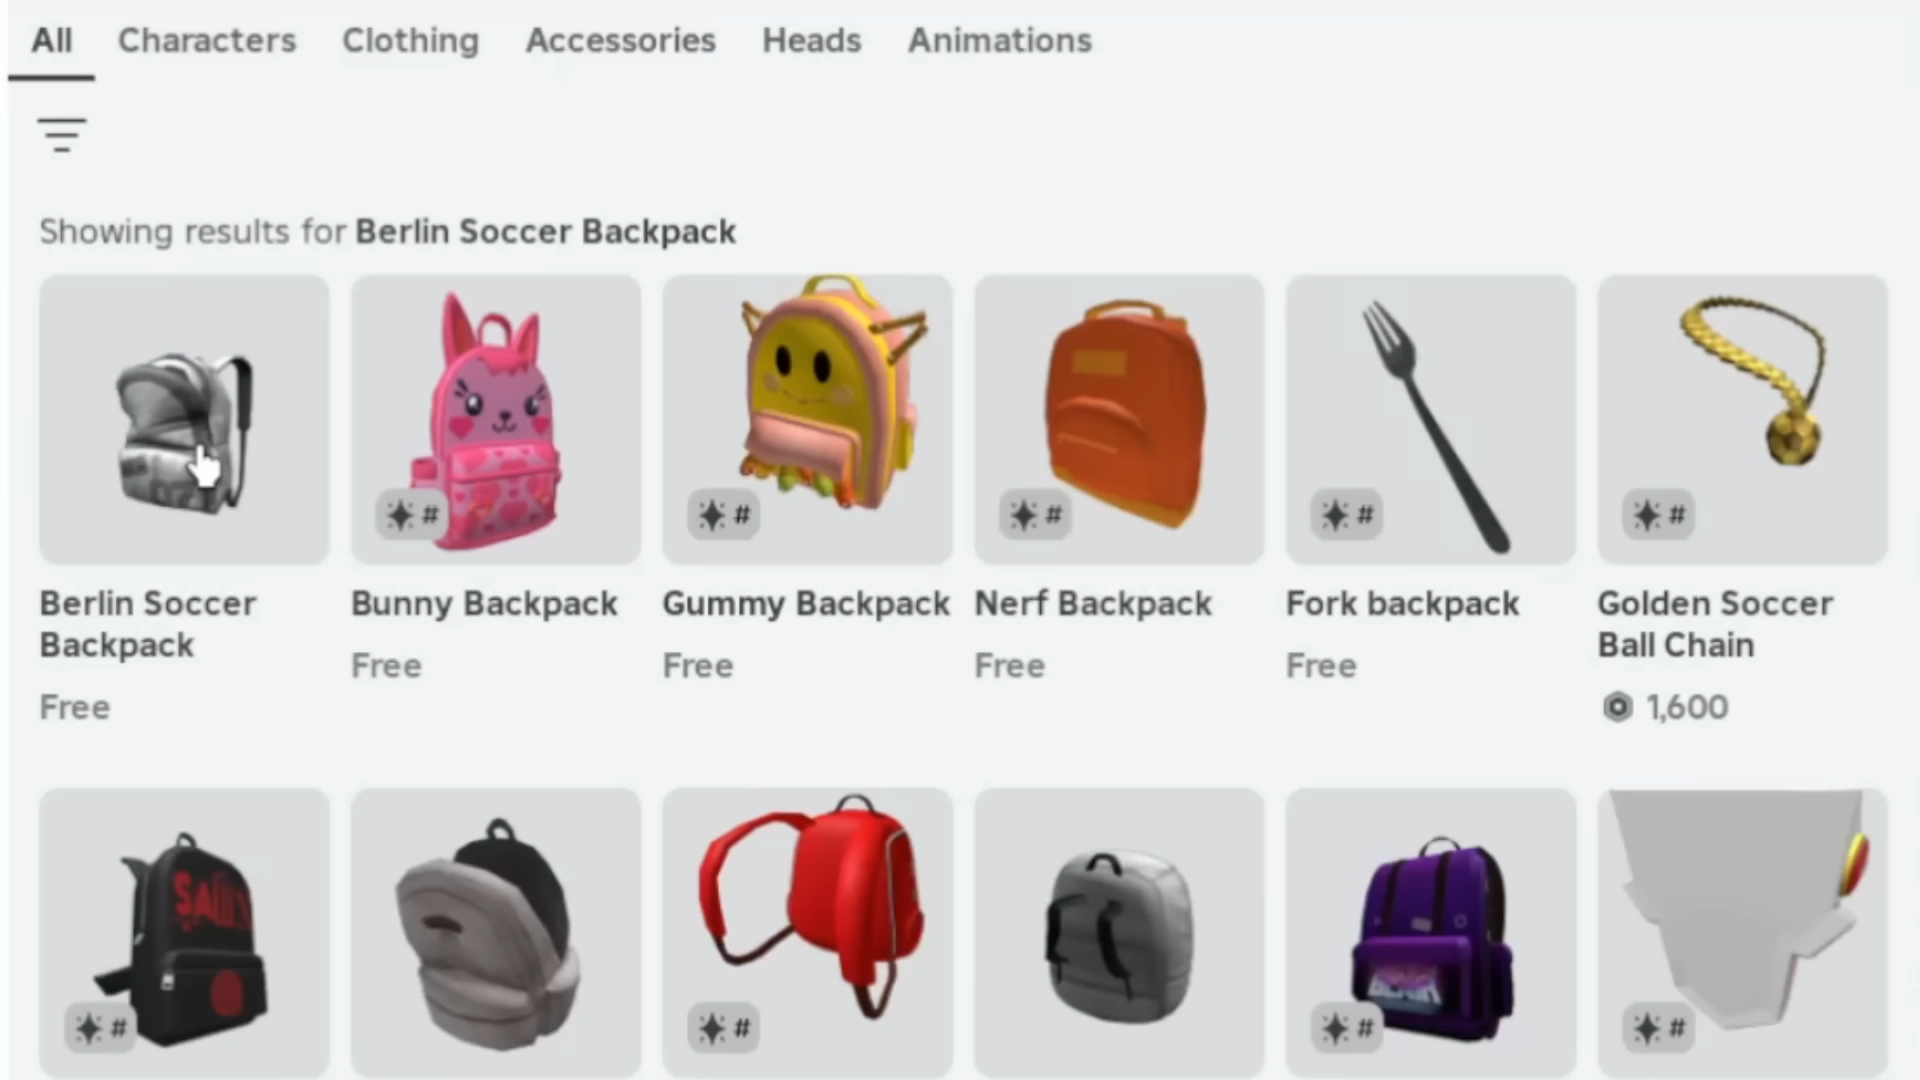 All Characters Clothing Accessories Heads Animations
Showing results for Berlin Soccer Backpack
# # # # #
Berlin Soccer Backpack
Free
Bunny Backpack
Free
Gummy Backpack
Free
Nerf Backpack
Free
Fork backpack
Free
Golden Soccer Ball Chain
1,600
SAW
# # # #